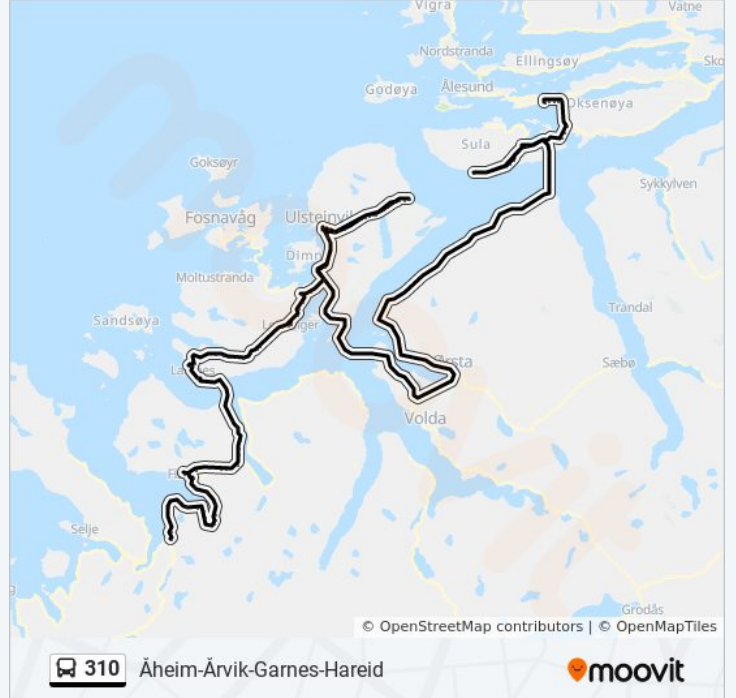 Vigra
Vatne
Nordstranda
Ellingsøy
Godøya
Ålesund
Oksenøya
Sula
Goksøyr
Sykkylven
Fosnavåg
Ulsteinvik
Dimn
Moltustranda
Sandsøya
Trandal
Sæbø
Ørsta
Volda
Selje
Grodås
© OpenStreetMap contributors | © OpenMapTiles
310 Åheim-Årvik-Garnes-Hareid
moovit